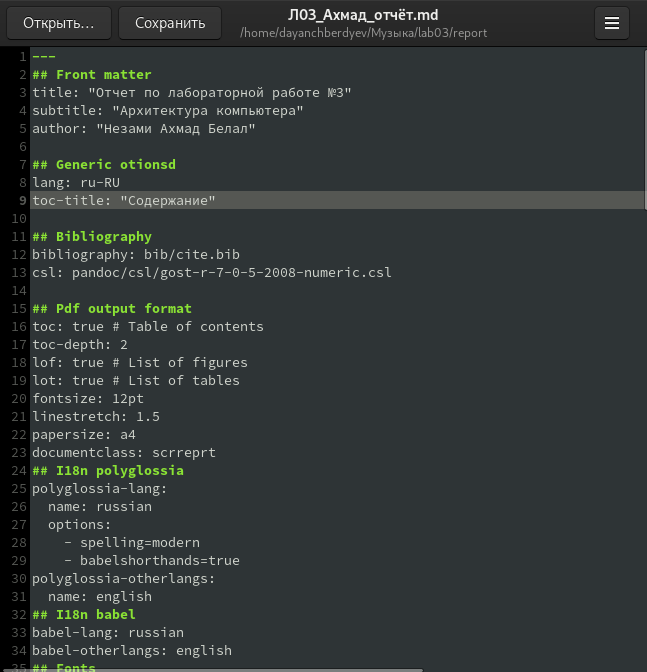 Открыть...
Сохранить
Л03_Ахмад_отчёт.md
/home/dayanchberdyev/Музыка/lab03/report
1 ---
2 ## Front matter
3 title: "Отчет по лабораторной работе №3"
4 subtitle: "Архитектура компьютера"
5 author: "Незами Ахмад Белал"
6
7 ## Generic otionsd
8 lang: ru-RU
9 toc-title: "Содержание"
10
11 ## Bibliography
12 bibliography: bib/cite.bib
13 csl: pandoc/csl/gost-r-7-0-5-2008-numeric.csl
14
15 ## Pdf output format
16 toc: true # Table of contents
17 toc-depth: 2
18 lof: true # List of figures
19 lot: true # List of tables
20 fontsize: 12pt
21 linestretch: 1.5
22 papersize: a4
23 documentclass: scrreprt
24 ## I18n polyglossia
25 polyglossia-lang:
26   name: russian
27   options:
28     - spelling=modern
29     - babelshorthands=true
30 polyglossia-otherlangs:
31   name: english
32 ## I18n babel
33 babel-lang: russian
34 babel-otherlangs: english
35 ## Fonts